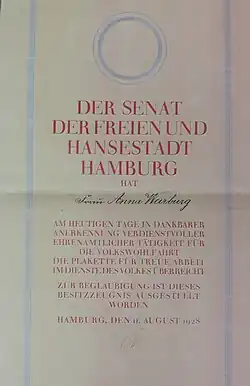 DER SENAT
DER FREIEN UND
HANSESTADT
HAMBURG
HAT
Frau Anna Warburg
AM HEUTIGEN TAGE IN DANKBARER
ANERKENNUNG VERDIENSTVOLLER
EHRENAMTLICHER TÄTIGKEIT FÜR
DIE VOLKSWOHLFAHRT
DIE PLAKETTE FÜR TREUE ARBEIT
IM DIENSTE DES VOLKES ÜBERREICHT
ZUR BEGLAUBIGUNG IST DIESES
BESITZZEUGNIS AUSGESTELLT
WORDEN
HAMBURG, DEN 11. AUGUST 1928